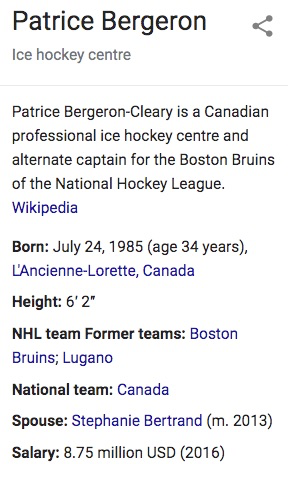 Patrice Bergeron
Ice hockey centre
Patrice Bergeron-Cleary is a Canadian
professional ice hockey centre and
alternate captain for the Boston Bruins
of the National Hockey League.
Wikipedia
Born: July 24, 1985 (age 34 years),
L'Ancienne-Lorette, Canada
Height: 6′ 2″
NHL team Former teams: Boston
Bruins; Lugano
National team: Canada
Spouse: Stephanie Bertrand (m. 2013)
Salary: 8.75 million USD (2016)